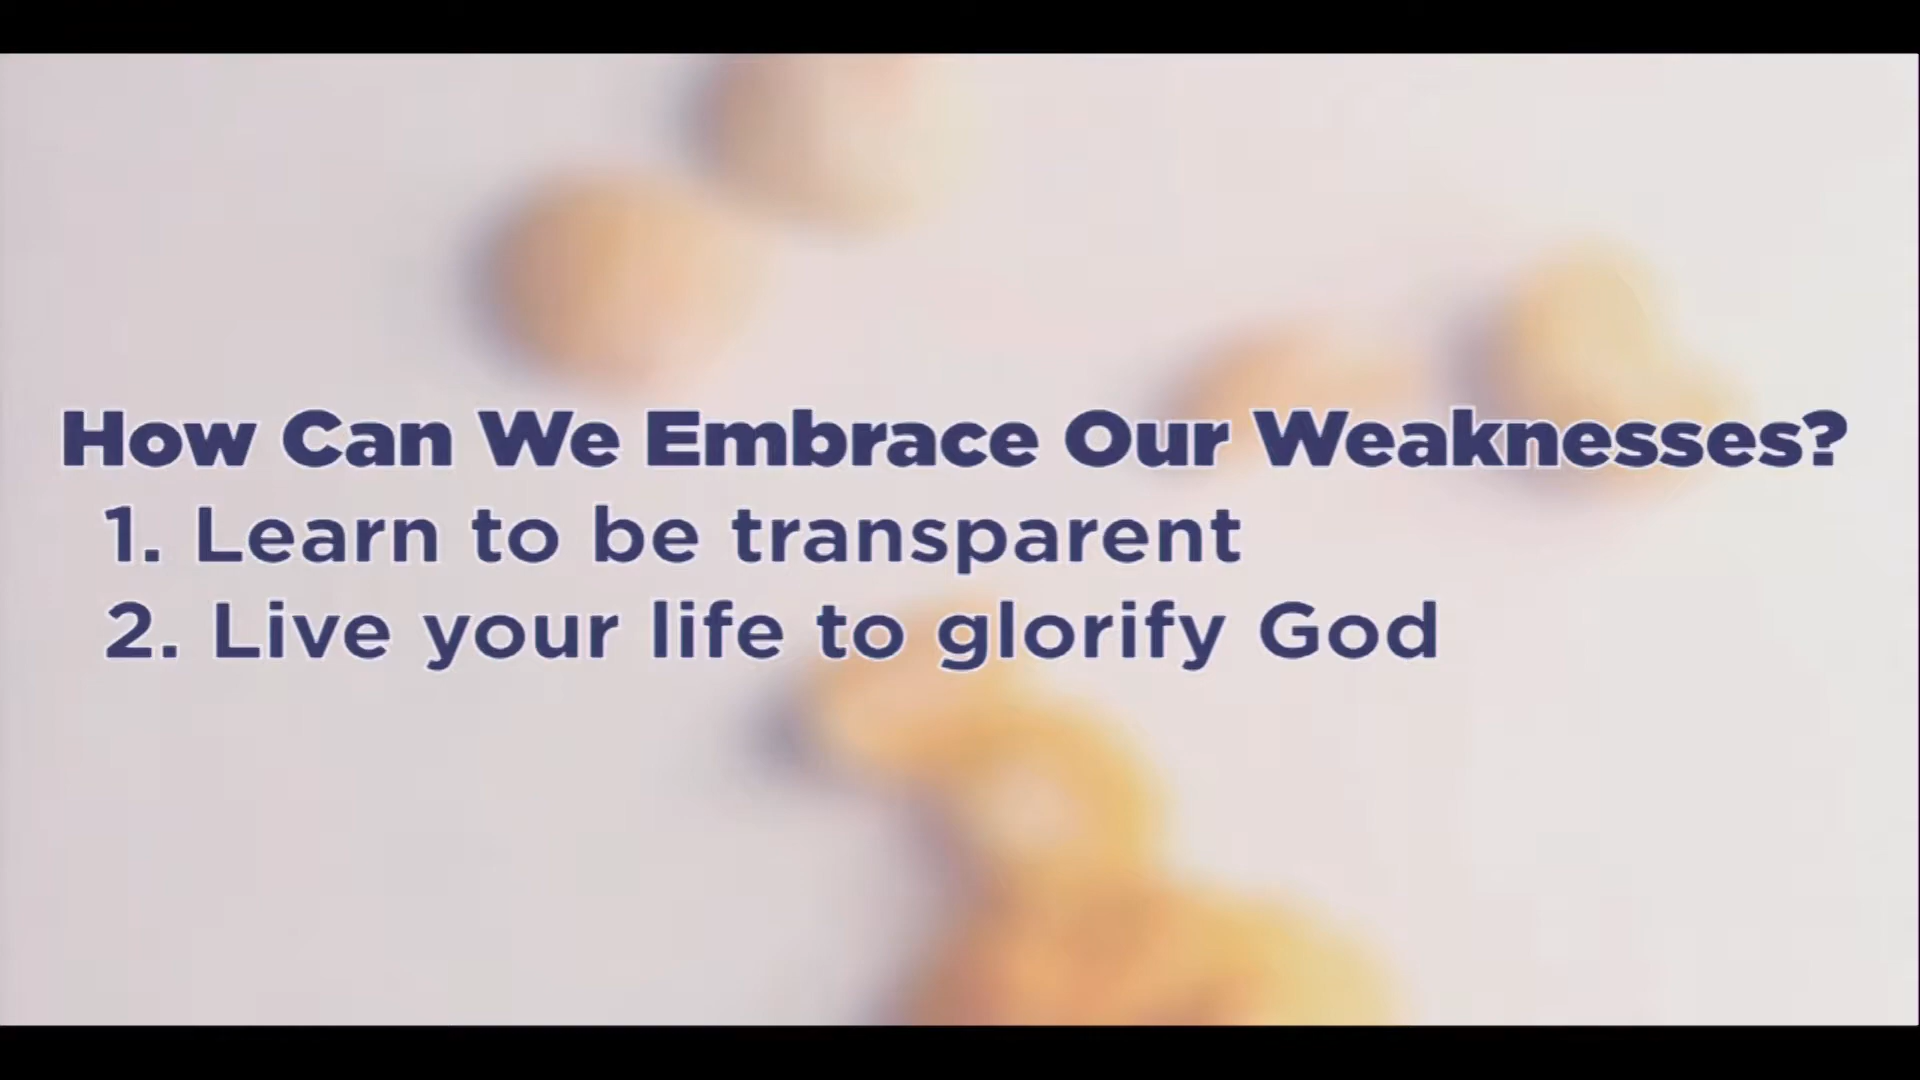 How Can We Embrace Our Weaknesses?
1. Learn to be transparent
2. Live your life to glorify God